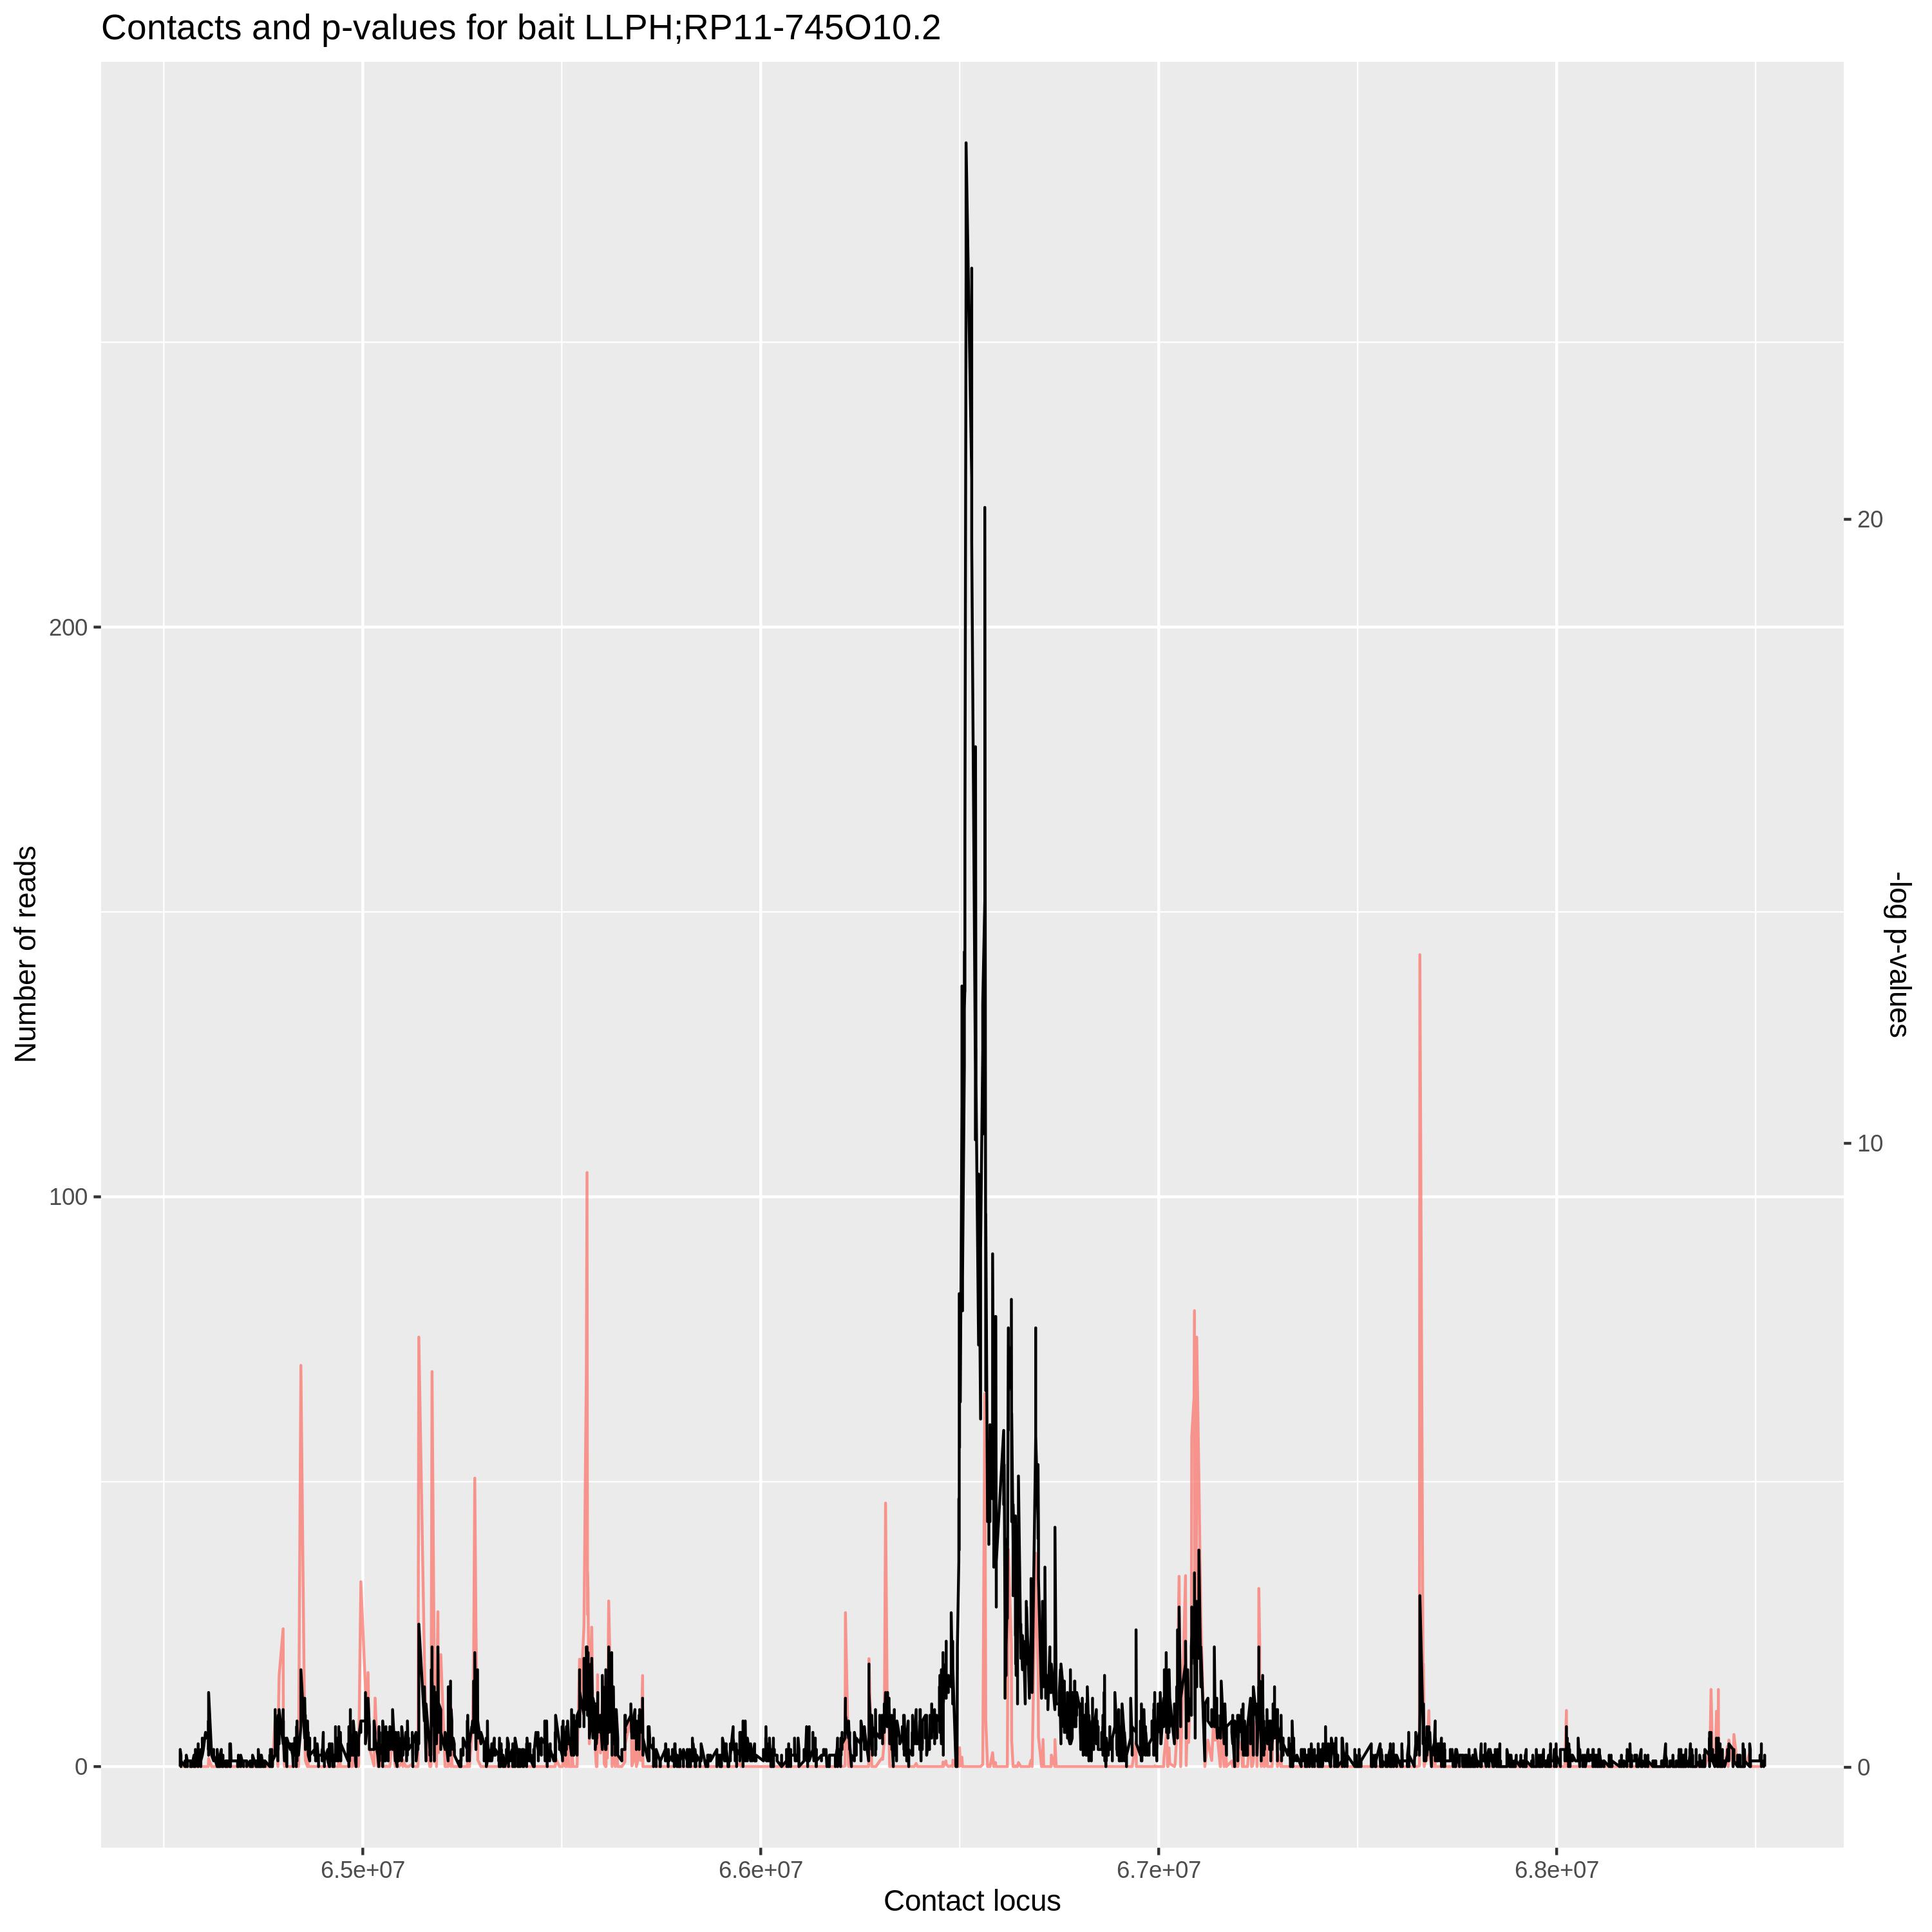 Contacts and p-values for bait LLPH;RP11-745O10.2
Number of reads
200
100
0
20
10
0
-log p-values
6.5e+07
6.6e+07
6.7e+07
6.8e+07
Contact locus